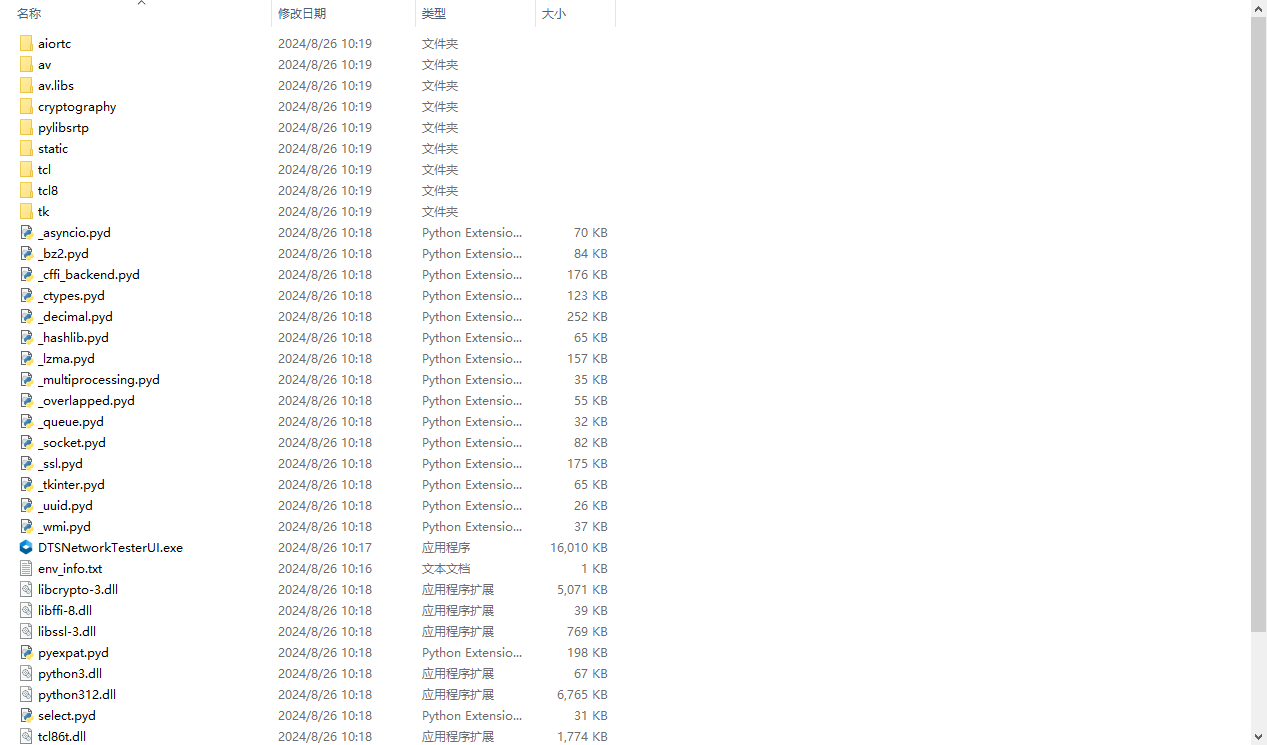 名称 修改日期 类型 大小
aiortc 2024/8/26 10:19 文件夹
av 2024/8/26 10:19 文件夹
av.libs 2024/8/26 10:19 文件夹
cryptography 2024/8/26 10:19 文件夹
pylibsrtp 2024/8/26 10:19 文件夹
static 2024/8/26 10:19 文件夹
tcl 2024/8/26 10:19 文件夹
tcl8 2024/8/26 10:19 文件夹
tk 2024/8/26 10:19 文件夹
_asyncio.pyd 2024/8/26 10:18 Python Extensio... 70 KB
_bz2.pyd 2024/8/26 10:18 Python Extensio... 84 KB
_cffi_backend.pyd 2024/8/26 10:18 Python Extensio... 176 KB
_ctypes.pyd 2024/8/26 10:18 Python Extensio... 123 KB
_decimal.pyd 2024/8/26 10:18 Python Extensio... 252 KB
_hashlib.pyd 2024/8/26 10:18 Python Extensio... 65 KB
_lzma.pyd 2024/8/26 10:18 Python Extensio... 157 KB
_multiprocessing.pyd 2024/8/26 10:18 Python Extensio... 35 KB
_overlapped.pyd 2024/8/26 10:18 Python Extensio... 55 KB
_queue.pyd 2024/8/26 10:18 Python Extensio... 32 KB
_socket.pyd 2024/8/26 10:18 Python Extensio... 82 KB
_ssl.pyd 2024/8/26 10:18 Python Extensio... 175 KB
_tkinter.pyd 2024/8/26 10:18 Python Extensio... 65 KB
_uuid.pyd 2024/8/26 10:18 Python Extensio... 26 KB
_wmi.pyd 2024/8/26 10:18 Python Extensio... 37 KB
DTSNetworkTesterUI.exe 2024/8/26 10:17 应用程序 16,010 KB
env_info.txt 2024/8/26 10:16 文本文档 1 KB
libcrypto-3.dll 2024/8/26 10:18 应用程序扩展 5,071 KB
libffi-8.dll 2024/8/26 10:18 应用程序扩展 39 KB
libssl-3.dll 2024/8/26 10:18 应用程序扩展 769 KB
pyexpat.pyd 2024/8/26 10:18 Python Extensio... 198 KB
python3.dll 2024/8/26 10:18 应用程序扩展 67 KB
python312.dll 2024/8/26 10:18 应用程序扩展 6,765 KB
select.pyd 2024/8/26 10:18 Python Extensio... 31 KB
tcl86t.dll 2024/8/26 10:18 应用程序扩展 1,774 KB